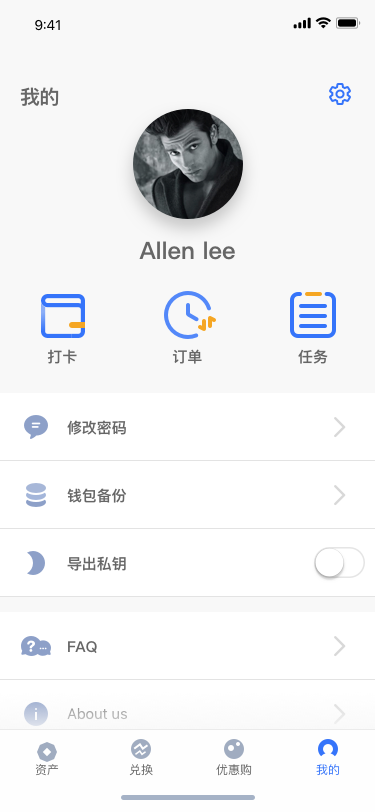 9:41
我的
Allen lee
打卡 订单 任务
修改密码
钱包备份
导出私钥
FAQ
About us
资产 兑换 优惠购 我的